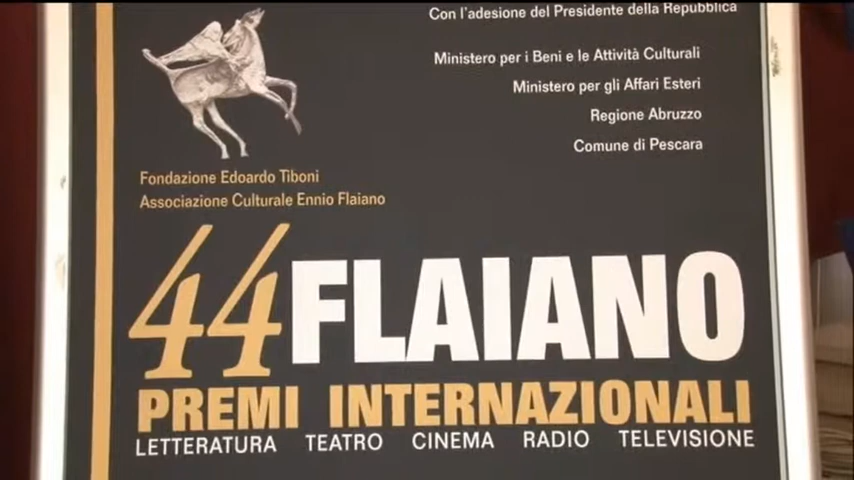 Con l'adesione del Presidente della Repubblica
Ministero per i Beni e le Attività Culturali
Ministero per gli Affari Esteri
Regione Abruzzo
Comune di Pescara
Fondazione Edoardo Tiboni
Associazione Culturale Ennio Flaiano
44 FLAIANO
PREMI INTERNAZIONALI
LETTERATURA TEATRO CINEMA RADIO TELEVISIONE